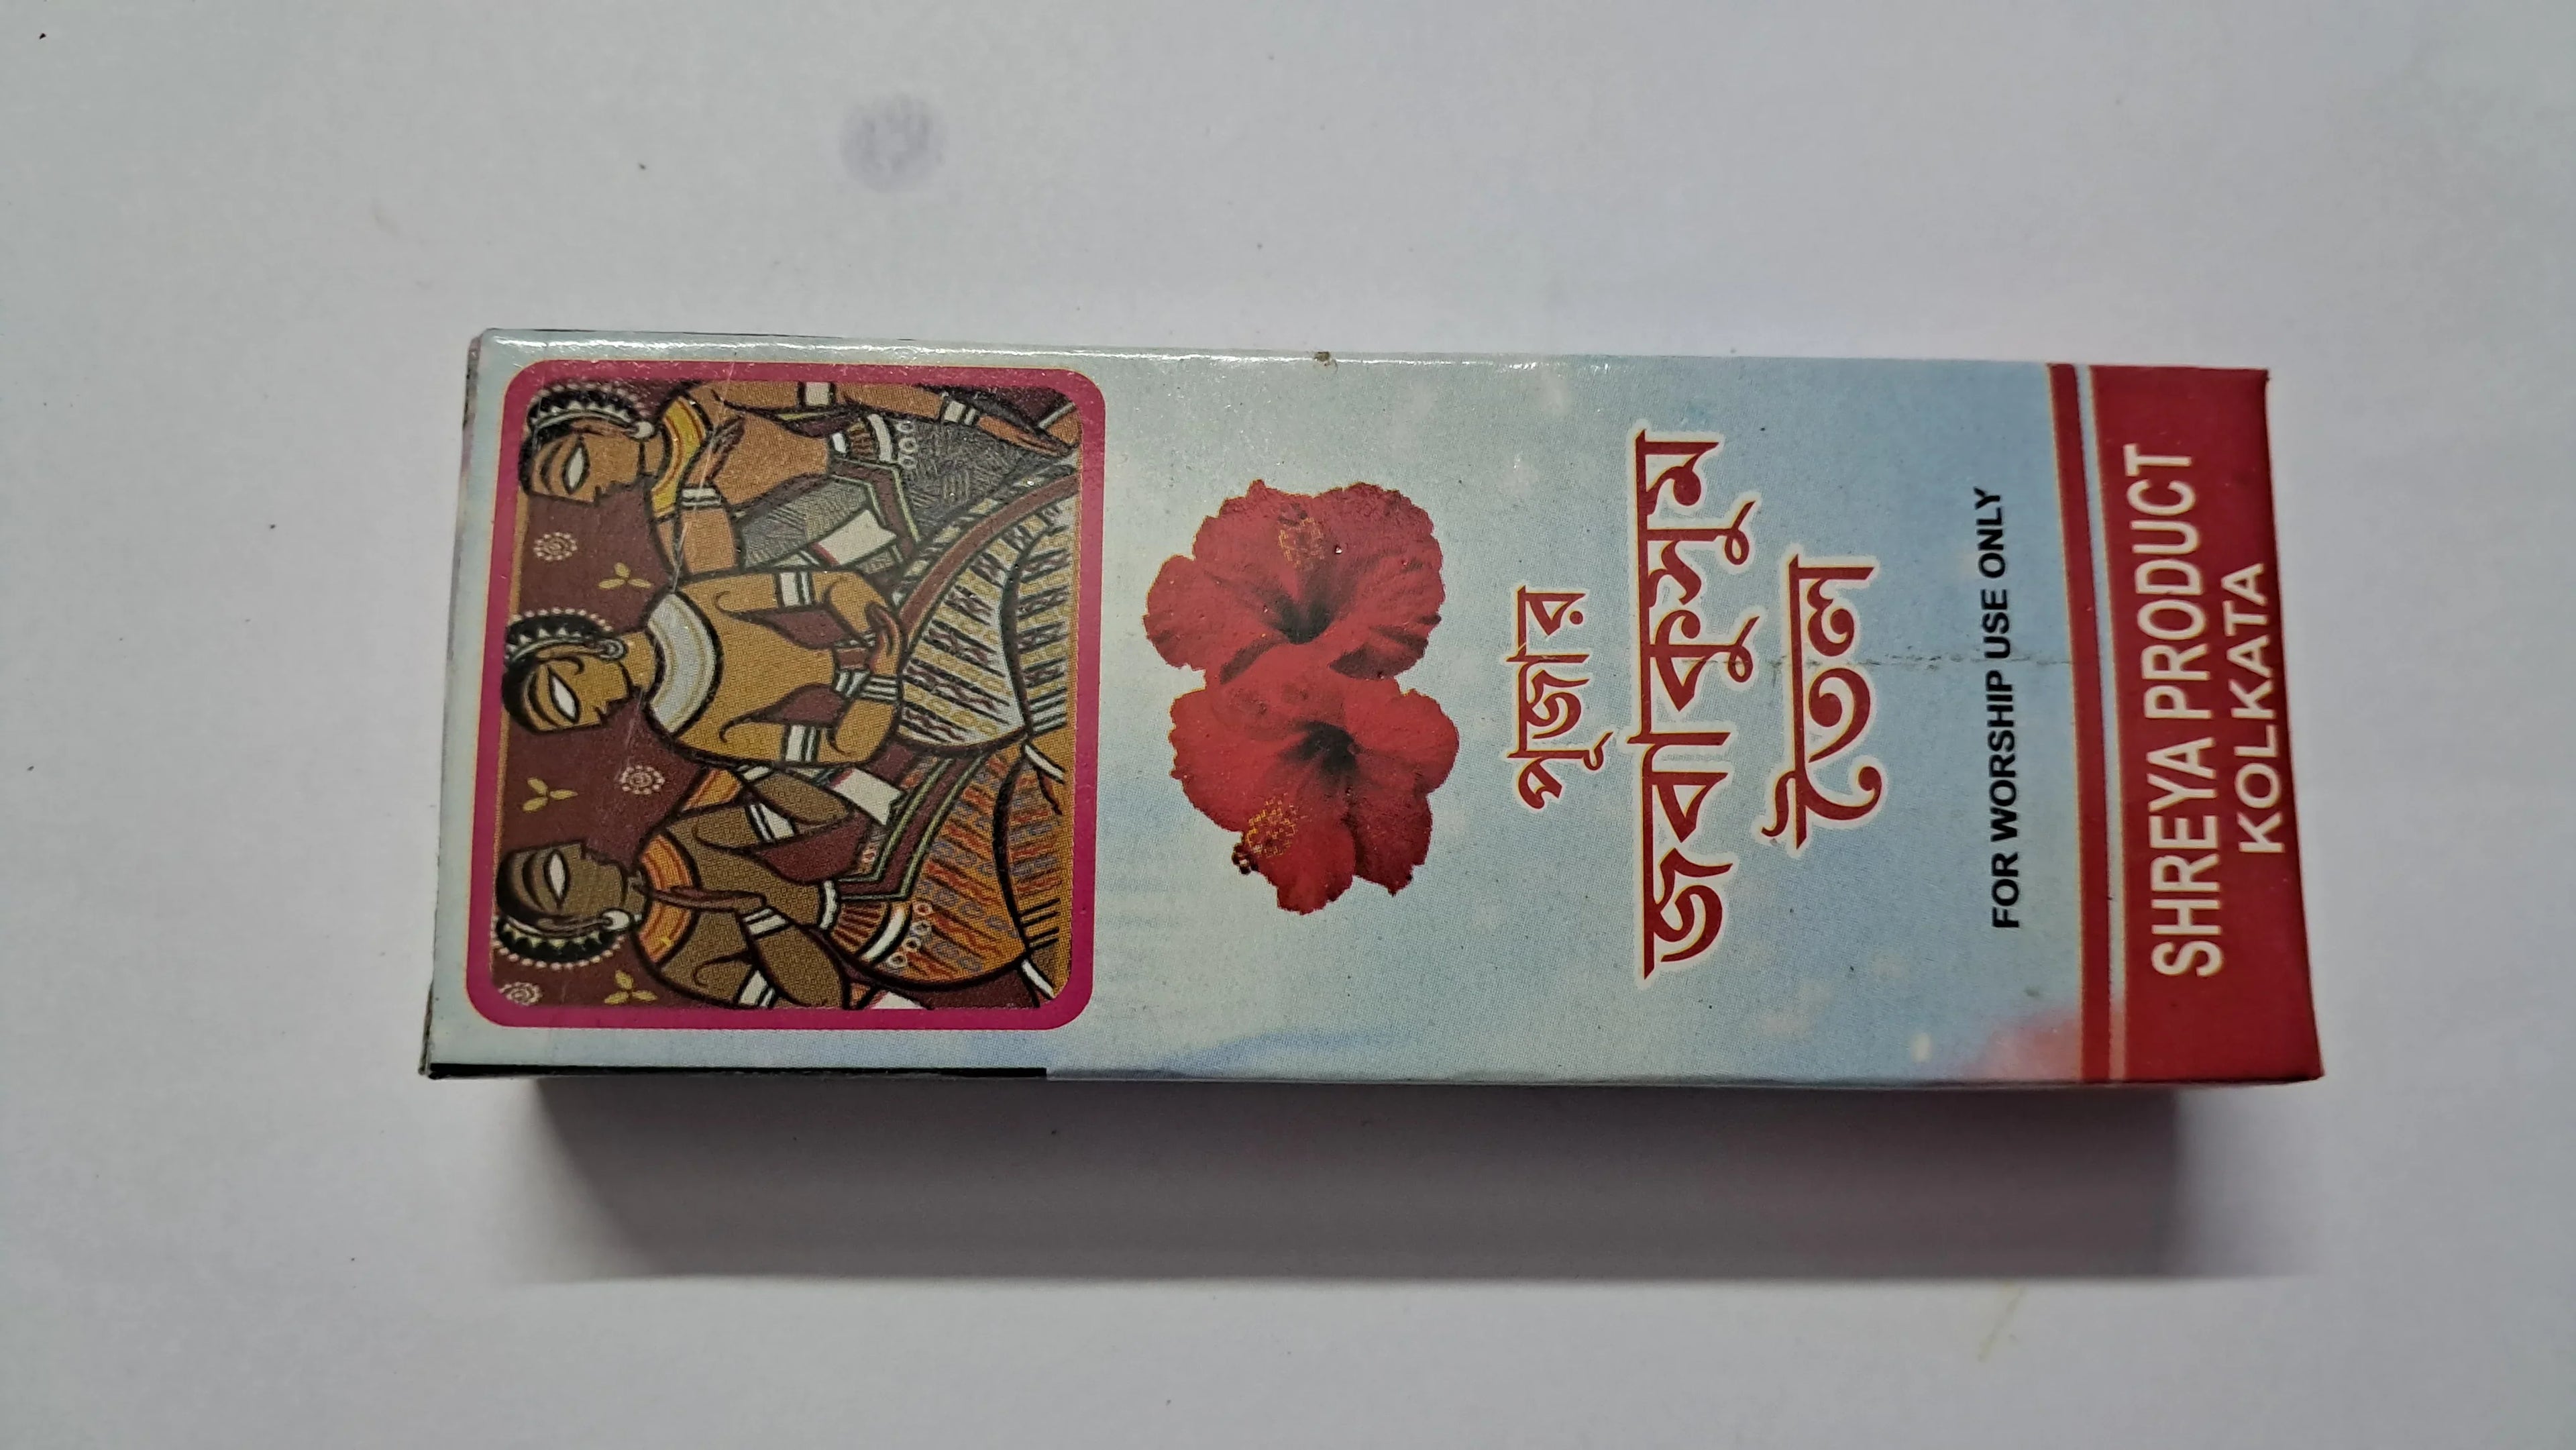 পূজার
জবাকুসুম
তৈল
FOR WORSHIP USE ONLY
SHREYA PRODUCT
KOLKATA